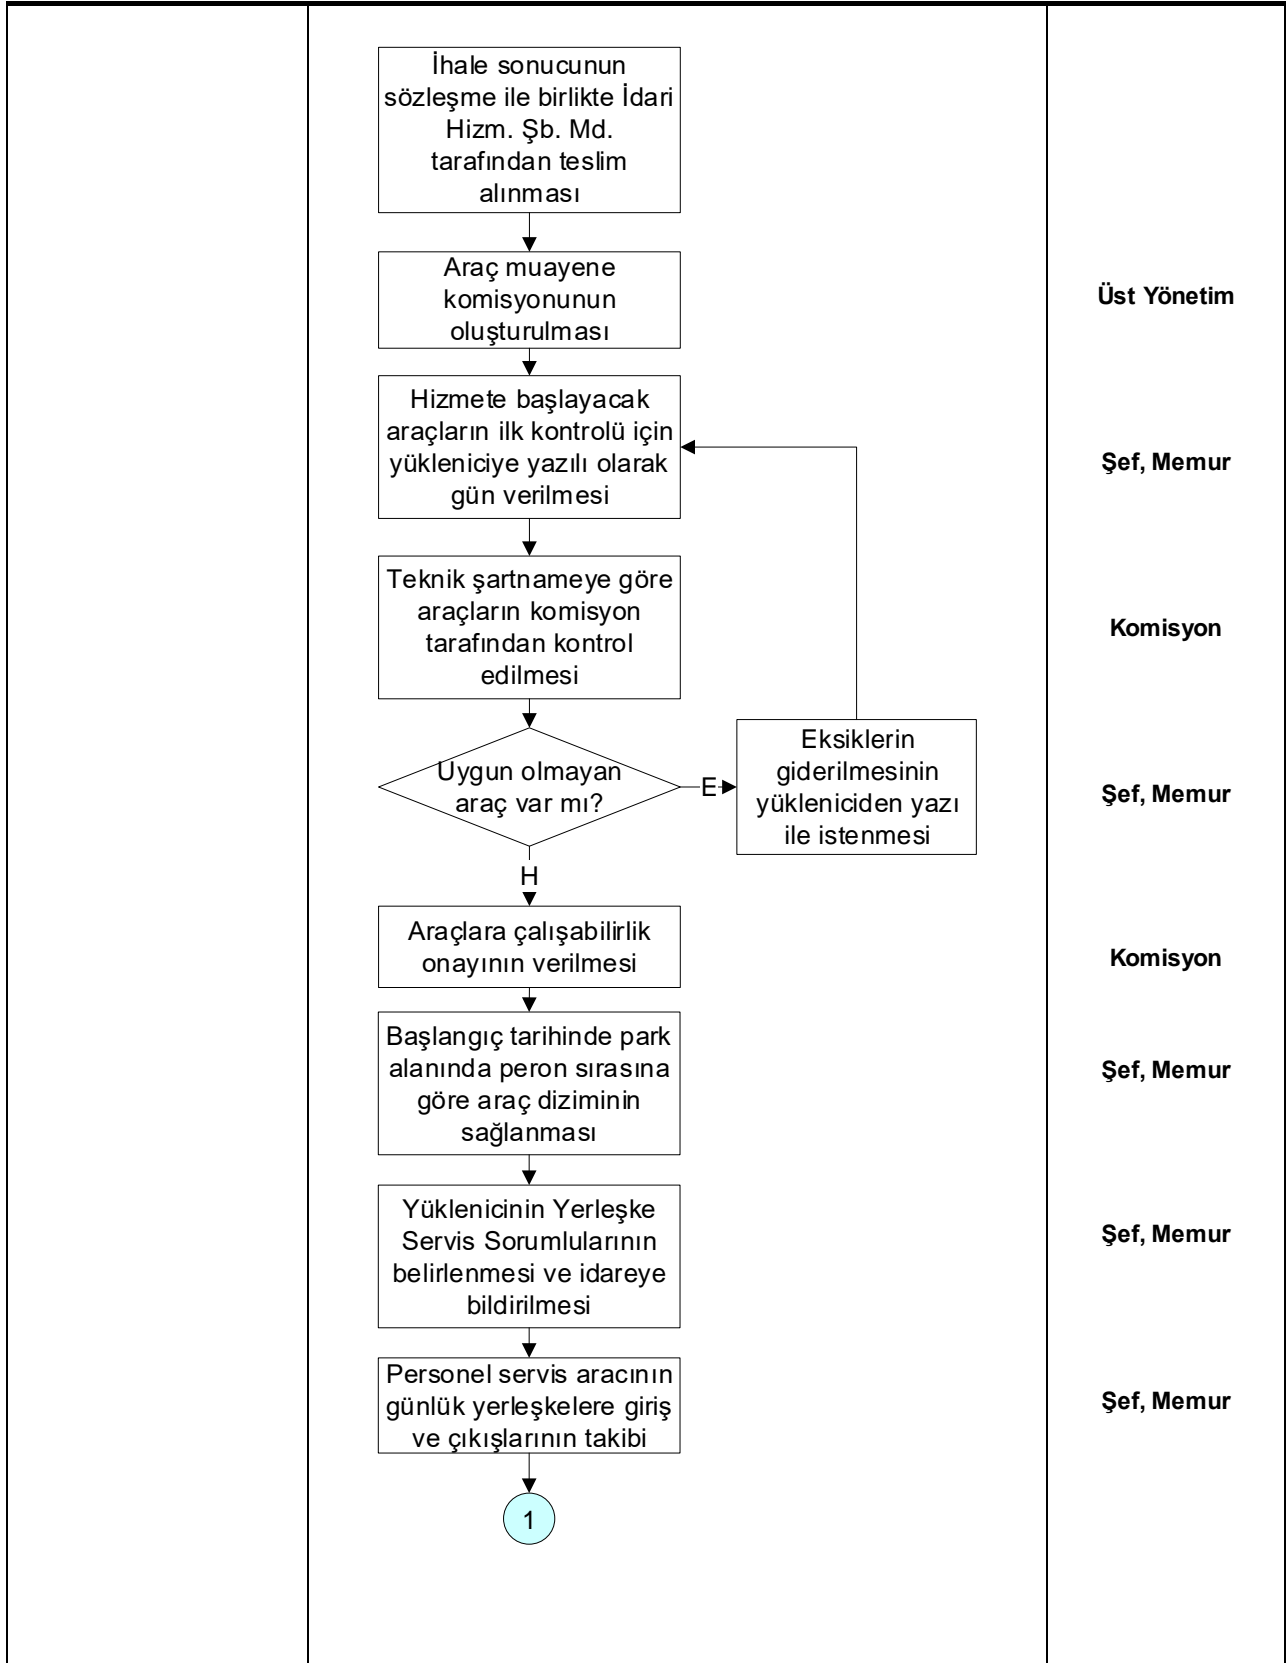 İhale sonucunun
sözleşme ile birlikte İdari
Hizm. Şb. Md.
tarafından teslim
alınması
Araç muayene
komisyonunun
oluşturulması
Üst Yönetim
Hizmete başlayacak
araçların ilk kontrolü için
yükleniciye yazılı olarak
gün verilmesi
Şef, Memur
Teknik şartnameye göre
araçların komisyon
tarafından kontrol
edilmesi
Komisyon
Uygun olmayan
araç var mı?
E
Eksiklerin
giderilmesinin
yükleniciden yazı
ile istenmesi
Şef, Memur
H
Araçlara çalışabilirlik
onayının verilmesi
Komisyon
Başlangıç tarihinde park
alanında peron sırasına
göre araç diziminin
sağlanması
Şef, Memur
Yüklenicinin Yerleşke
Servis Sorumlularının
belirlenmesi ve idareye
bildirilmesi
Şef, Memur
Personel servis aracının
günlük yerleşkelere giriş
ve çıkışlarının takibi
Şef, Memur
1